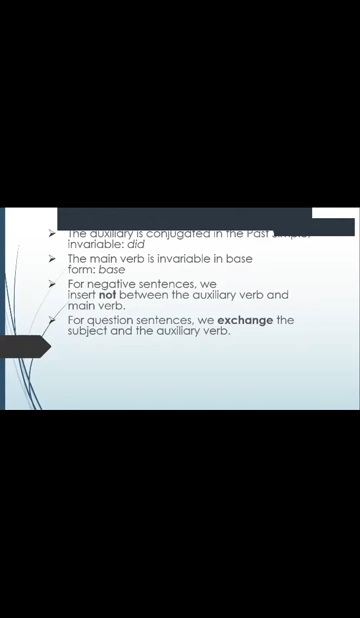 The auxiliary is conjugated in the Past Simple,
invariable: did
The main verb is invariable in base
form: base
For negative sentences, we
insert not between the auxiliary verb and
main verb.
For question sentences, we exchange the
subject and the auxiliary verb.